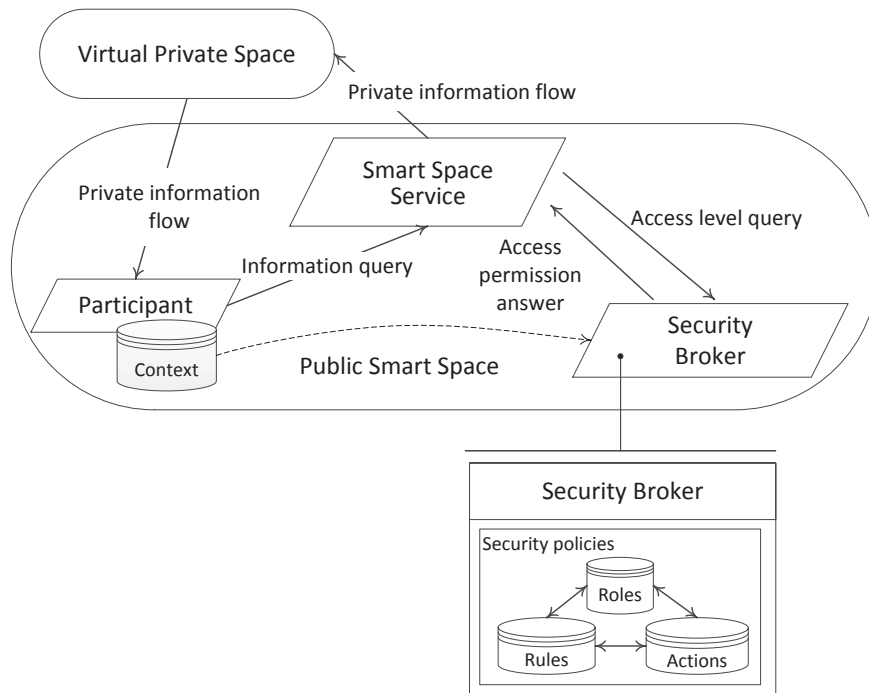 Virtual Private Space
Private information flow
Smart Space
Service
Private information
flow
Access level query
Access
permission
answer
Information query
Participant
Security
Broker
Context
Public Smart Space
Security Broker
Security policies
Roles
Rules
Actions